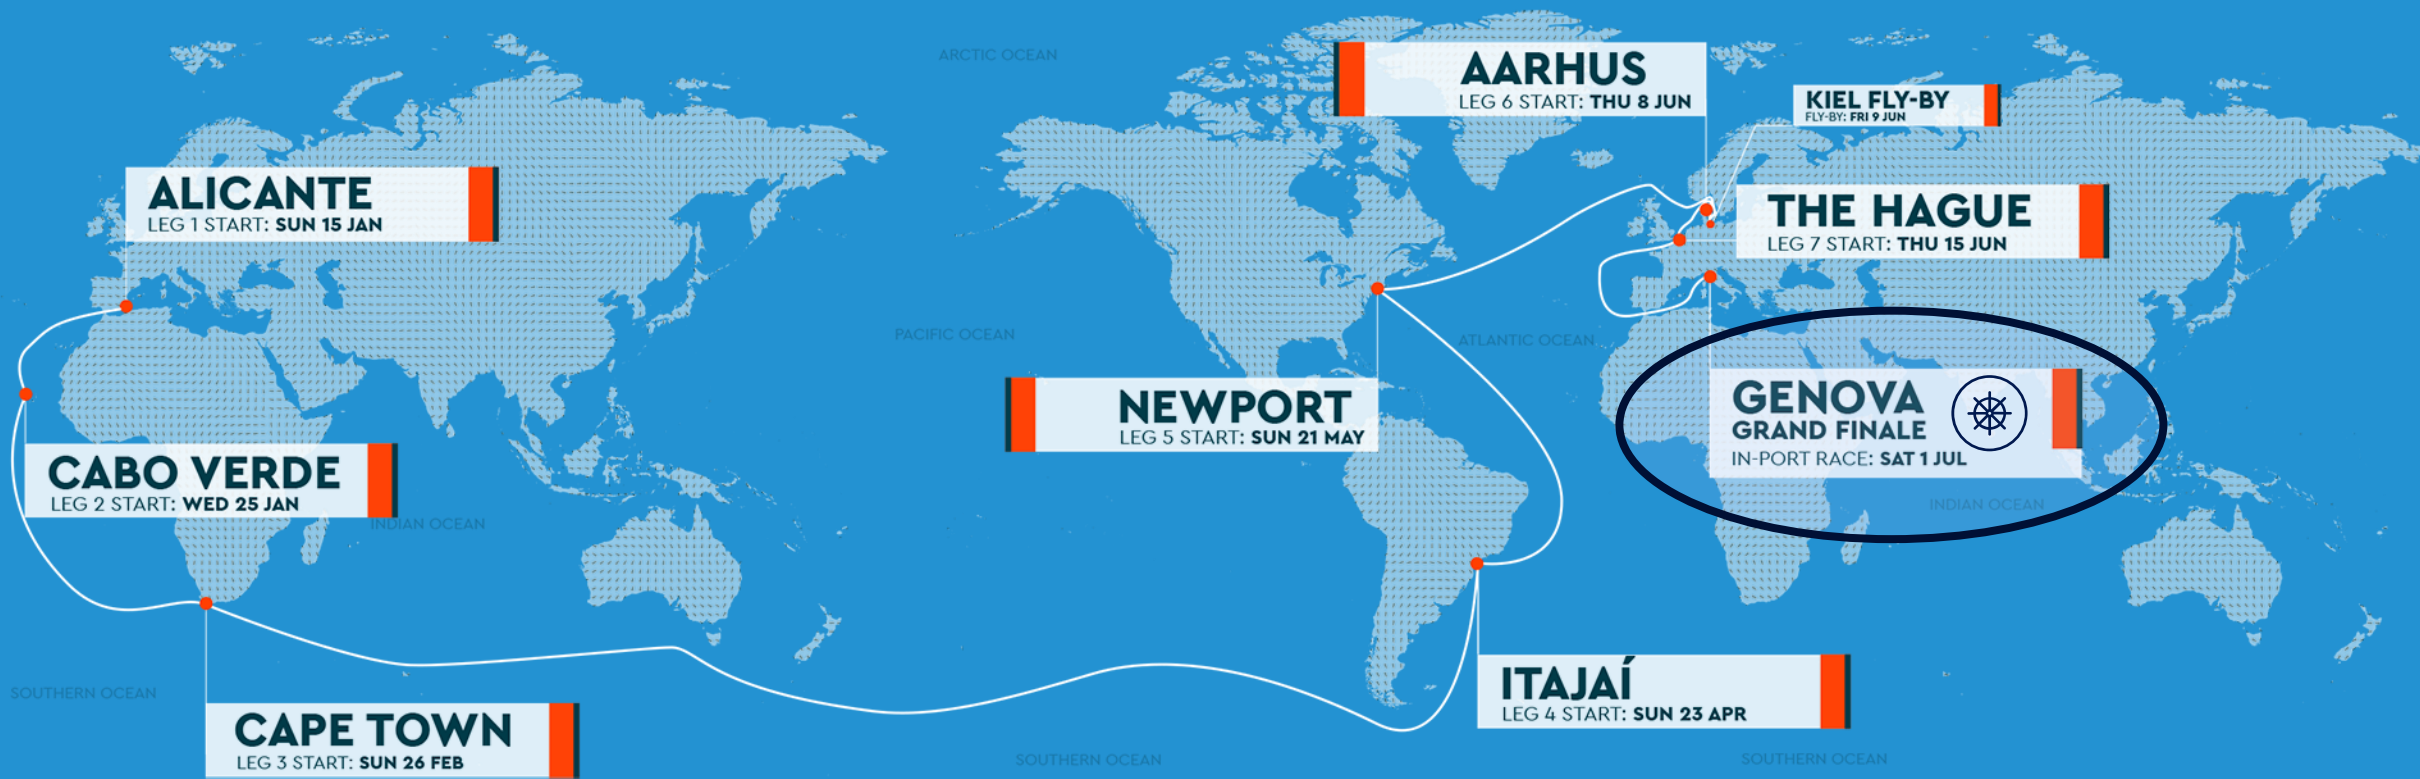 ARCTIC OCEAN
AARHUS
LEG 6 START: THU 8 JUN
KIEL FLY-BY
FLY-BY: FRI 9 JUN
ALICANTE
LEG 1 START: SUN 15 JAN
THE HAGUE
LEG 7 START: THU 15 JUN
PACIFIC OCEAN
ATLANTIC OCEAN
NEWPORT
LEG 5 START: SUN 21 MAY
GENOVA
GRAND FINALE
IN-PORT RACE: SAT 1 JUL
CABO VERDE
LEG 2 START: WED 25 JAN
INDIAN OCEAN
INDIAN OCEAN
SOUTHERN OCEAN
ITAJAÍ
LEG 4 START: SUN 23 APR
CAPE TOWN
LEG 3 START: SUN 26 FEB
SOUTHERN OCEAN
SOUTHERN OCEAN